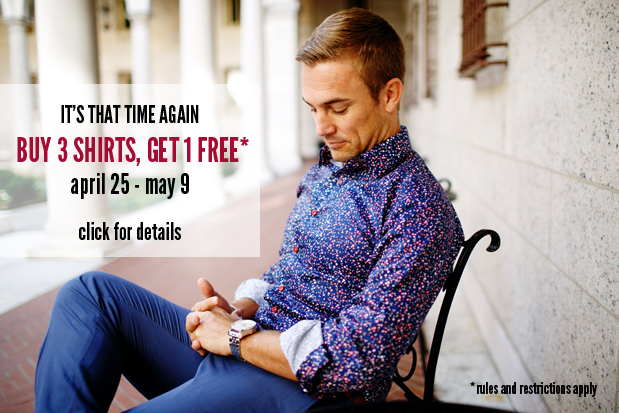 IT'S THAT TIME AGAIN
BUY 3 SHIRTS, GET 1 FREE*
april 25 - may 9
click for details
*rules and restrictions apply